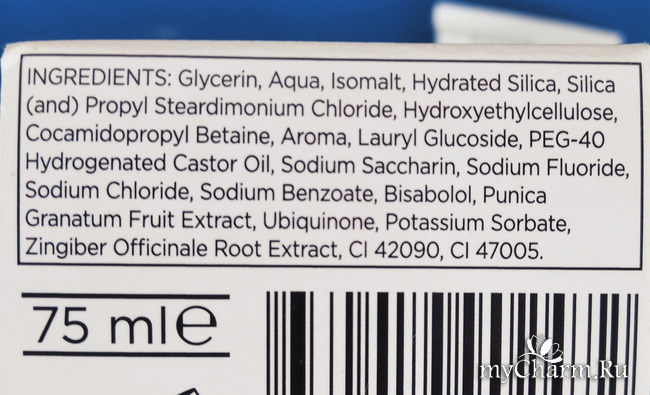 INGREDIENTS: Glycerin, Aqua, Isomalt, Hydrated Silica, Silica
(and) Propyl Steardimonium Chloride, Hydroxyethylcellulose,
Cocamidopropyl Betaine, Aroma, Lauryl Glucoside, PEG-40
Hydrogenated Castor Oil, Sodium Saccharin, Sodium Fluoride,
Sodium Chloride, Sodium Benzoate, Bisabolol, Punica
Granatum Fruit Extract, Ubiquinone, Potassium Sorbate,
Zingiber Officinale Root Extract, CI 42090, CI 47005.
75 ml e
myCharm.Ru